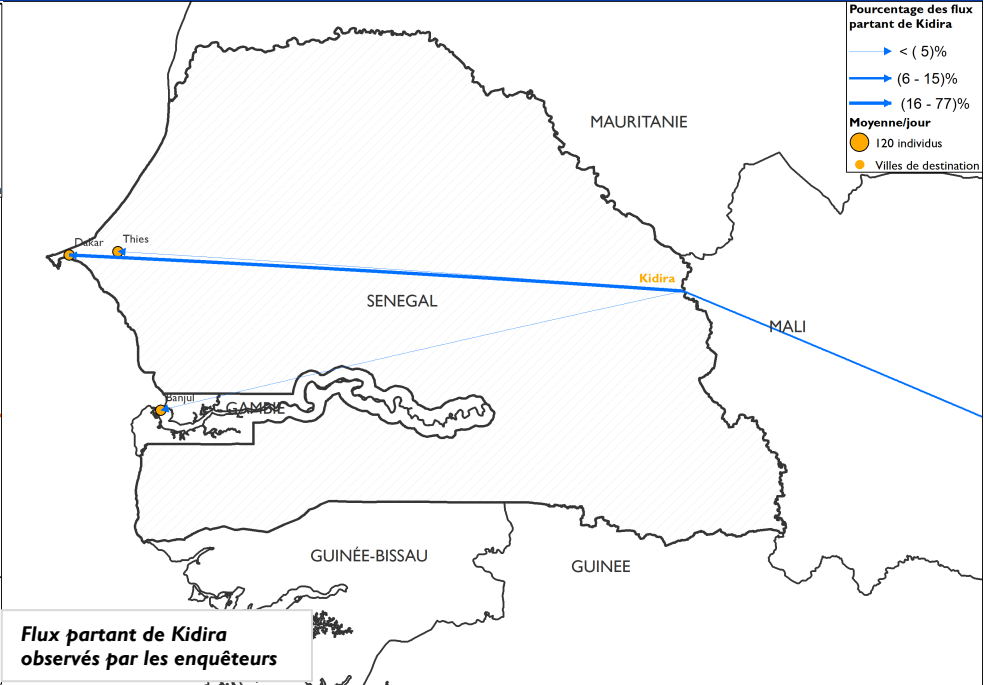 Pourcentage des flux
partant de Kidira
< ( 5)%
(6 - 15)%
(16 - 77)%
Moyenne/jour
120 individus
Villes de destination
MAURITANIE
Dakar
Thies
Kidira
SENEGAL
MALI
Banjul
GAMBIE
GUINÉE-BISSAU
GUINEE
Flux partant de Kidira
observés par les enquêteurs